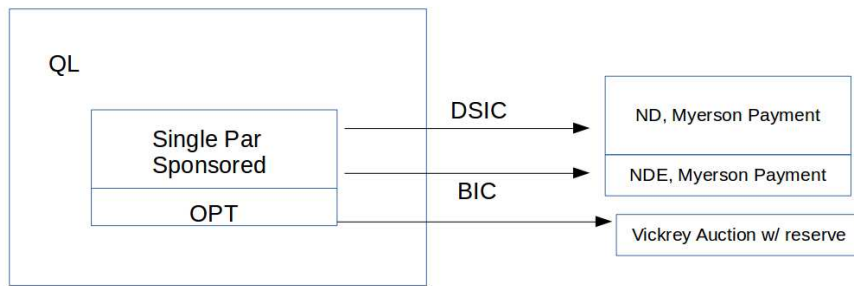 QL
Single Par
Sponsored
OPT
DSIC
BIC
ND, Myerson Payment
NDE, Myerson Payment
Vickrey Auction w/ reserve